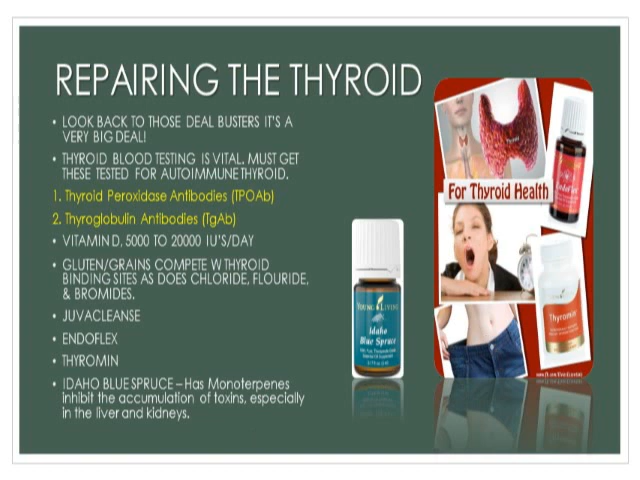 REPAIRING THE THYROID
• LOOK BACK TO THOSE DEAL BUSTERS IT'S A
VERY BIG DEAL!
• THYROID BLOOD TESTING IS VITAL. MUST GET
THESE TESTED FOR AUTOIMMUNE THYROID.
1. Thyroid Peroxidase Antibodies (TPOAb)
2. Thyroglobulin Antibodies (TgAb)
• VITAMIN D, 5000 TO 20000 IU'S/DAY
• GLUTEN/GRAINS COMPETE W THYROID
BINDING SITES AS DOES CHLORIDE, FLOURIDE,
& BROMIDES.
• JUVACLEANSE
• ENDOFLEX
• THYROMIN
• IDAHO BLUE SPRUCE – Has Monoterpenes
inhibit the accumulation of toxins, especially
in the liver and kidneys.
YOUNG LIVING
Idaho
Blue Spruce
For Thyroid Health
EndoFlex
Thyromin